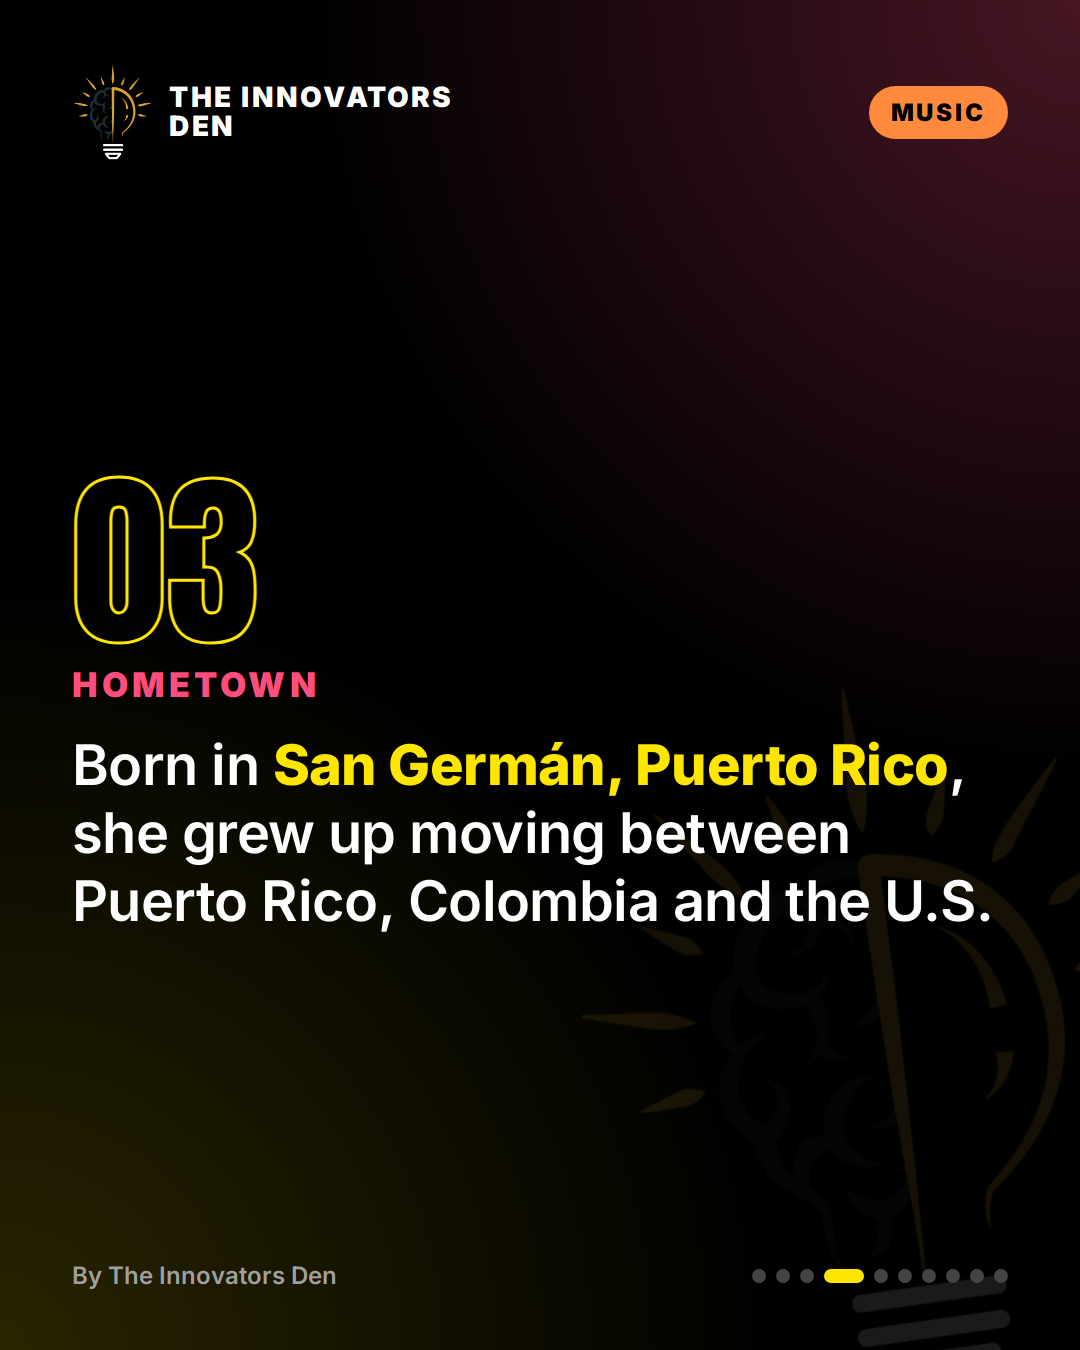 THE INNOVATORS
DEN
MUSIC
03
HOMETOWN
Born in San Germán, Puerto Rico,
she grew up moving between
Puerto Rico, Colombia and the U.S.
By The Innovators Den